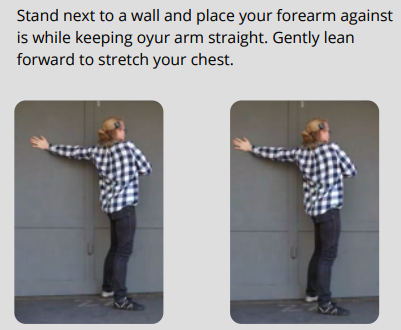 Stand next to a wall and place your forearm against
is while keeping oyur arm straight. Gently lean
forward to stretch your chest.